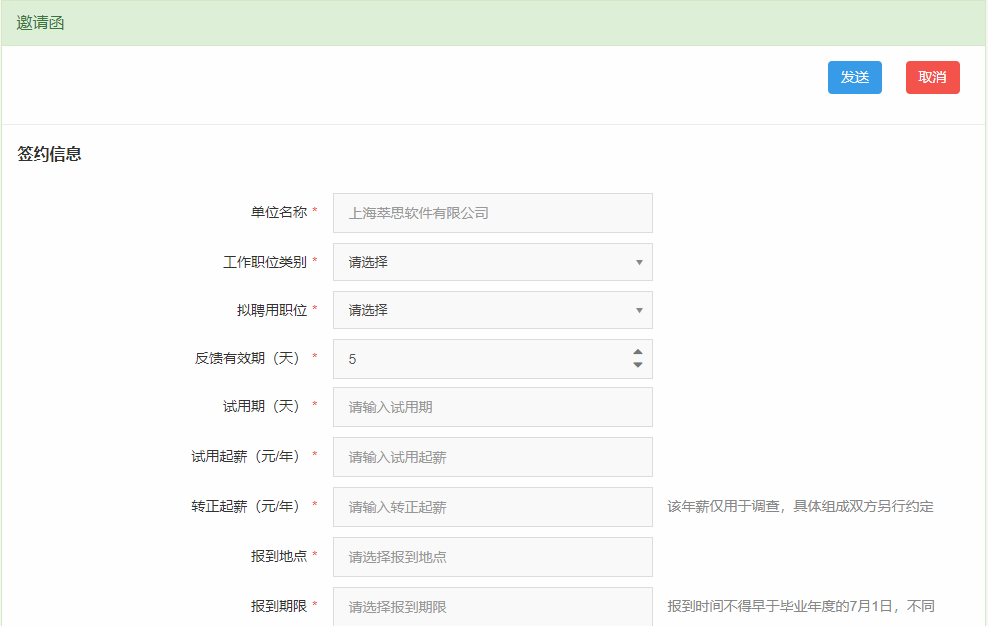 邀请函
发送 取消
签约信息
单位名称 * 上海萃思软件有限公司
工作职位类别 * 请选择
拟聘用职位 * 请选择
反馈有效期（天） * 5
试用期（天） * 请输入试用期
试用起薪（元/年） * 请输入试用起薪
转正起薪（元/年） * 请输入转正起薪 该年薪仅用于调查，具体组成双方另行约定
报到地点 * 请选择报到地点
报到期限 * 请选择报到期限 报到时间不得早于毕业年度的7月1日，不同